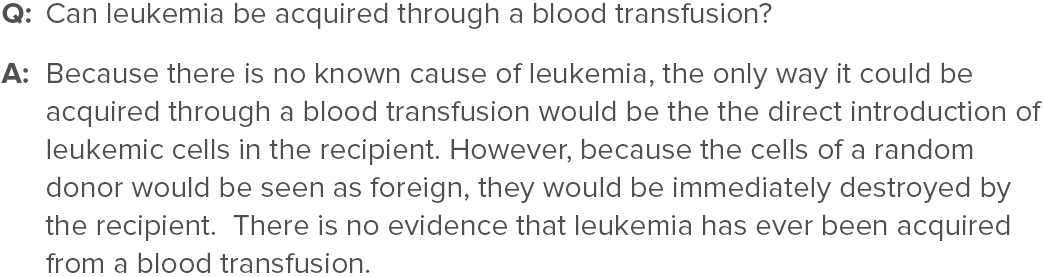 Q: Can leukemia be acquired through a blood transfusion?
A: Because there is no known cause of leukemia, the only way it could be
acquired through a blood transfusion would be the the direct introduction of
leukemic cells in the recipient. However, because the cells of a random
donor would be seen as foreign, they would be immediately destroyed by
the recipient.  There is no evidence that leukemia has ever been acquired
from a blood transfusion.